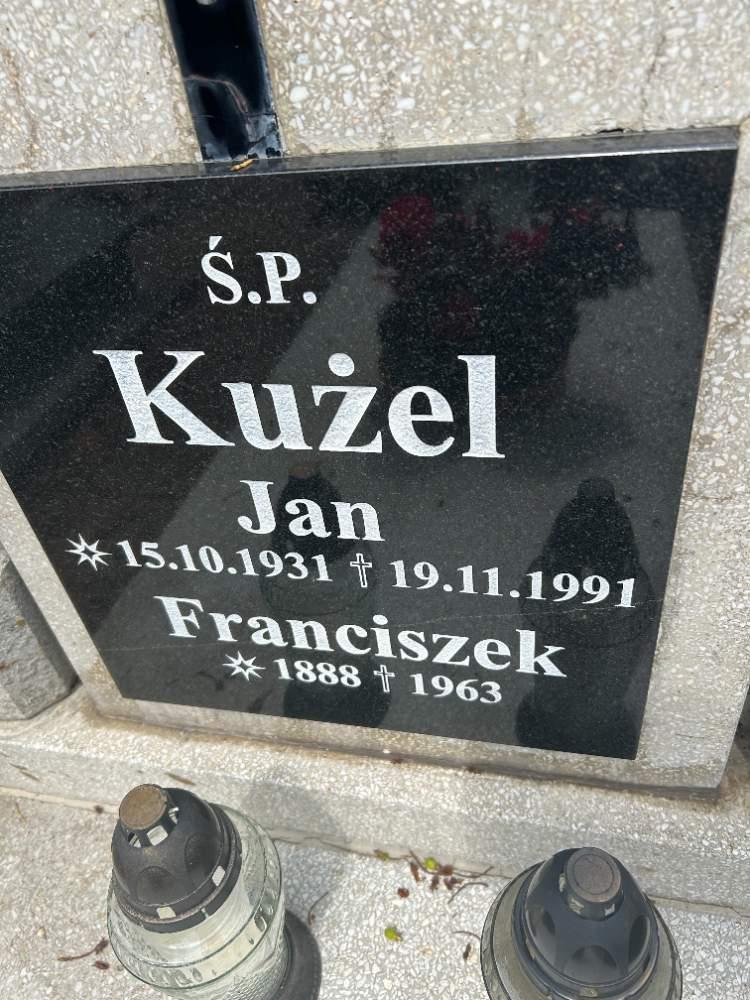 Ś.P.
Kużel
Jan
✴ 15.10.1931 ✝ 19.11.1991
Franciszek
✴ 1888 ✝ 1963